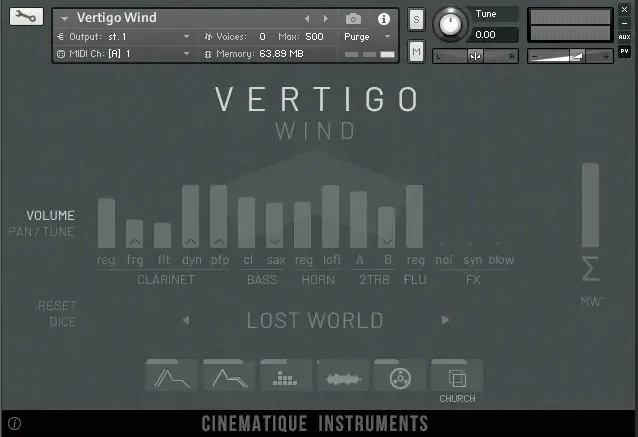 Vertigo Wind
Output: st. 1 Voices: 0 Max: 500 Purge
MIDI Ch: [A] 1 Memory: 63.89 MB
S
M
Tune
0.00
L R
AUX
PV
VERTIGO
WIND
VOLUME
PAN / TUNE
reg frg flt dyn pfp cl sax reg lofi A B reg noi syn blow
CLARINET BASS HORN 2TRB FLU FX
Σ
MW
RESET
DICE
LOST WORLD
CHURCH
CINEMATIQUE INSTRUMENTS